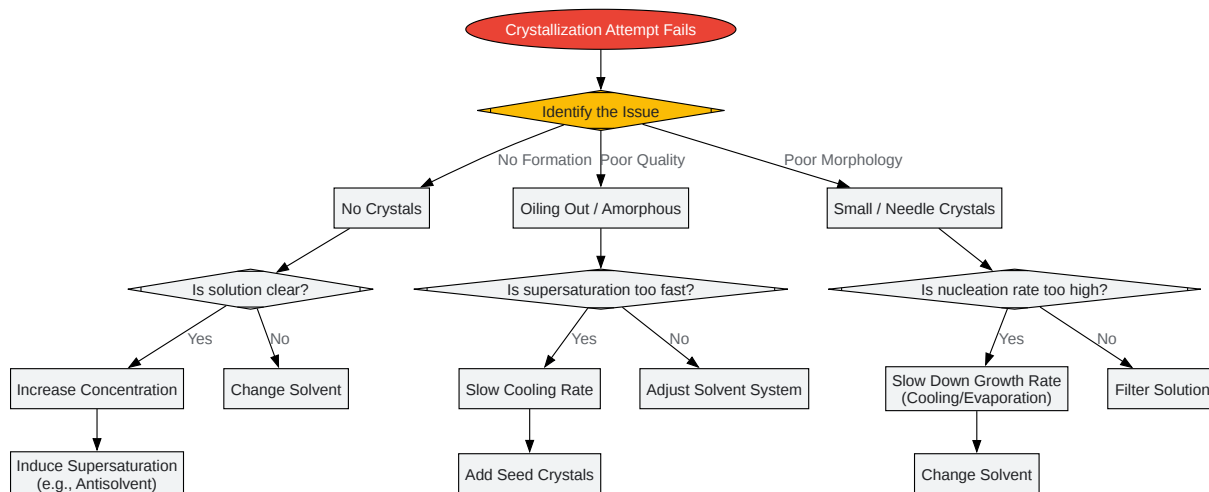 Crystallization Attempt Fails
Identify the Issue
No Formation
Poor Quality
Poor Morphology
No Crystals
Oiling Out / Amorphous
Small / Needle Crystals
Is solution clear?
Is supersaturation too fast?
Is nucleation rate too high?
Yes
No
Yes
No
Yes
No
Increase Concentration
Change Solvent
Slow Cooling Rate
Adjust Solvent System
Slow Down Growth Rate
(Cooling/Evaporation)
Filter Solution
Induce Supersaturation
(e.g., Antisolvent)
Add Seed Crystals
Change Solvent